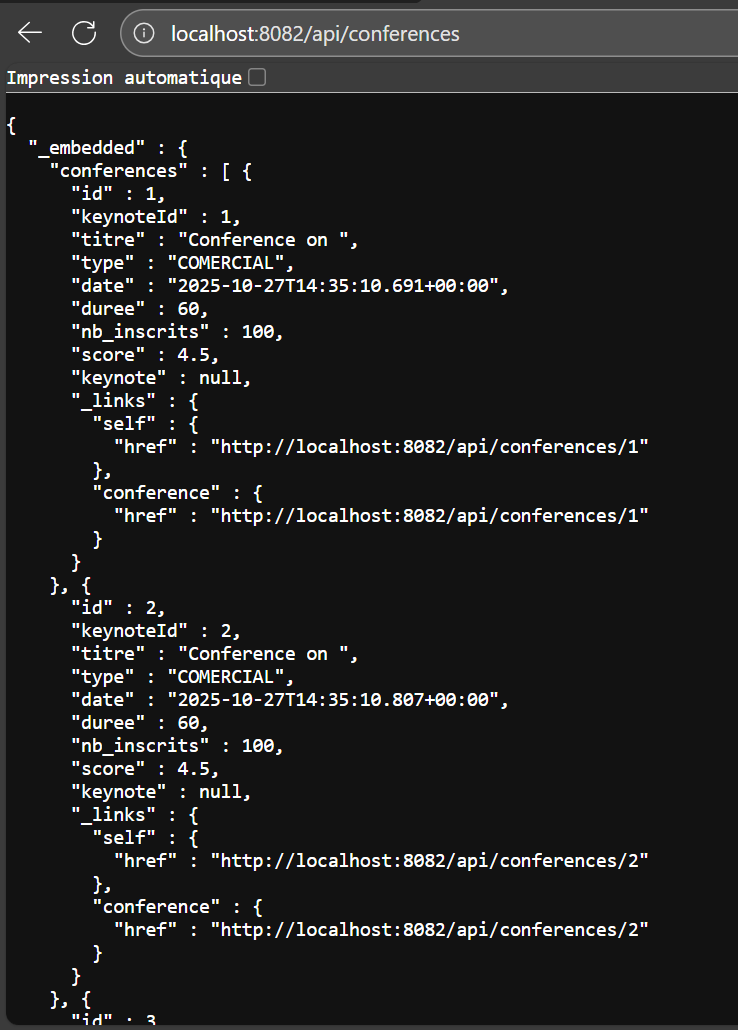 localhost:8082/api/conferences
Impression automatique
{
  "_embedded" : {
    "conferences" : [ {
      "id" : 1,
      "keynoteId" : 1,
      "titre" : "Conference on ",
      "type" : "COMERCIAL",
      "date" : "2025-10-27T14:35:10.691+00:00",
      "duree" : 60,
      "nb_inscrits" : 100,
      "score" : 4.5,
      "keynote" : null,
      "_links" : {
        "self" : {
          "href" : "http://localhost:8082/api/conferences/1"
        },
        "conference" : {
          "href" : "http://localhost:8082/api/conferences/1"
        }
      }
    }, {
      "id" : 2,
      "keynoteId" : 2,
      "titre" : "Conference on ",
      "type" : "COMERCIAL",
      "date" : "2025-10-27T14:35:10.807+00:00",
      "duree" : 60,
      "nb_inscrits" : 100,
      "score" : 4.5,
      "keynote" : null,
      "_links" : {
        "self" : {
          "href" : "http://localhost:8082/api/conferences/2"
        },
        "conference" : {
          "href" : "http://localhost:8082/api/conferences/2"
        }
      }
    }, {
      "id" : 3